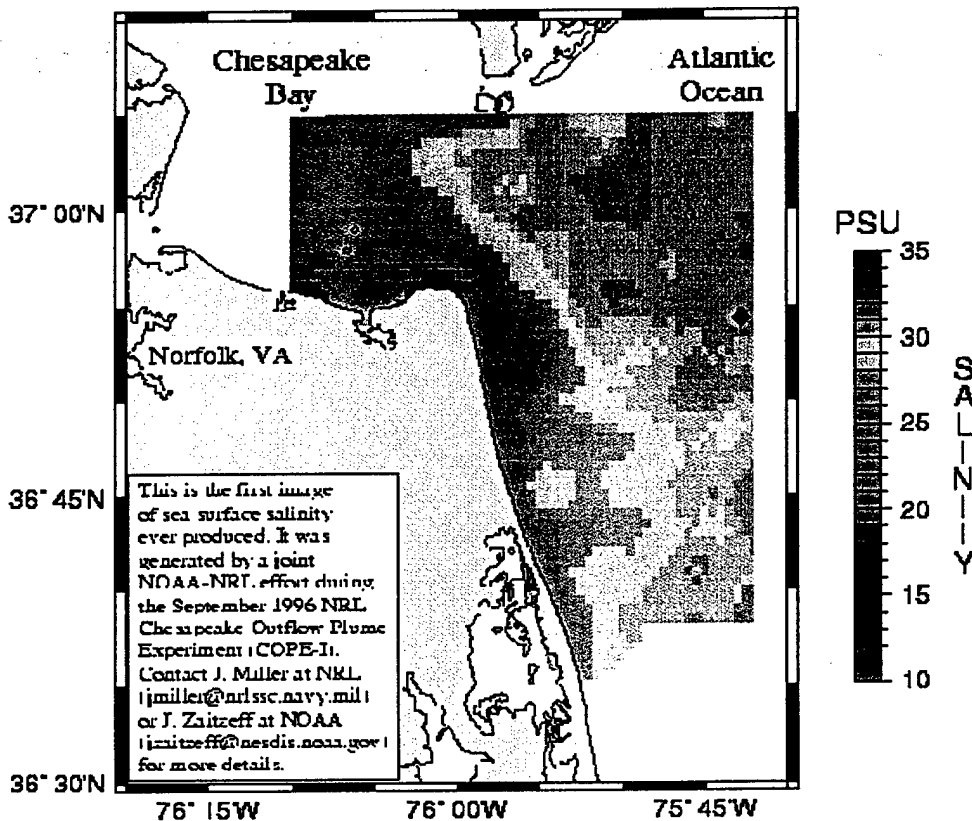 Chesapeake
Bay
Atlantic
Ocean
37° 00'N
Norfolk, VA
36° 45'N
This is the first image
of sea surface salinity
ever produced. It was
generated by a joint
NOAA-NRL effort during
the September 1996 NRL
Chesapeake Outflow Plume
Experiment (COPE-1).
Contact J. Miller at NRL
(jmiller@nrlssc.navy.mil)
or J. Zaitzeff at NOAA
(jzaitzeff@nesdis.noaa.gov)
for more details.
36° 30'N
76° 15'W
76° 00'W
75° 45'W
PSU
35
30
25
20
15
10
SALINITY